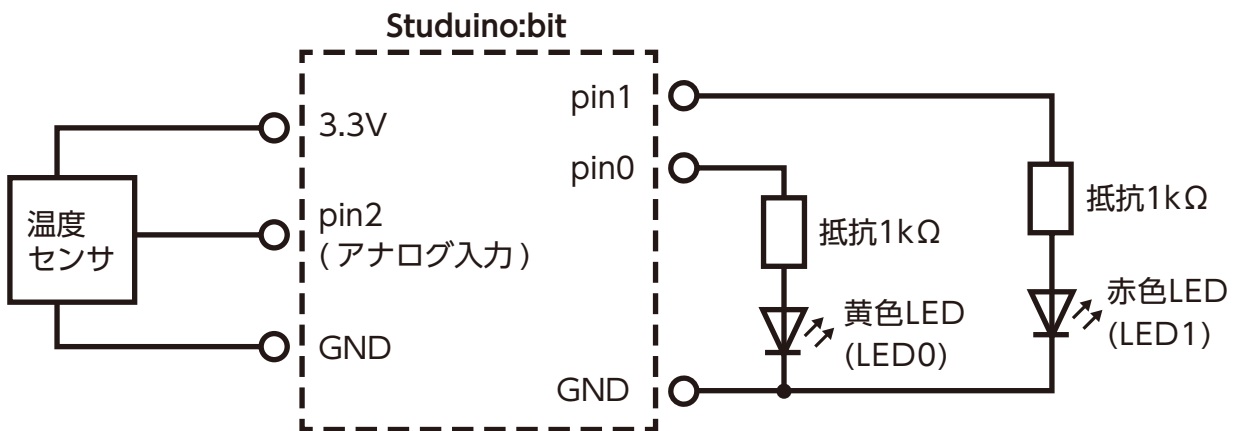 Studuino:bit
3.3V
pin2
(アナログ入力)
GND
温度
センサ
pin1
pin0
GND
抵抗1kΩ
黄色LED
(LED0)
抵抗1kΩ
赤色LED
(LED1)